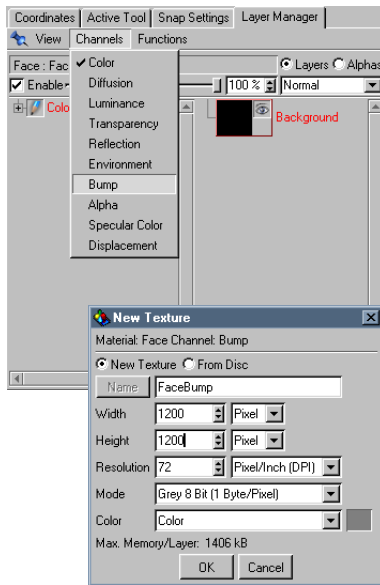 Coordinates Active Tool Snap Settings Layer Manager
View Channels Functions
Face : Fac Layers Alphas
Enable 100 % Normal
Color
Diffusion
Luminance
Transparency
Reflection
Environment
Bump
Alpha
Specular Color
Displacement
Colo
Background
New Texture
Material: Face Channel: Bump
New Texture From Disc
Name FaceBump
Width 1200 Pixel
Height 1200 Pixel
Resolution 72 Pixel/Inch (DPI)
Mode Grey 8 Bit (1 Byte/Pixel)
Color Color
Max. Memory/Layer: 1406 kB
OK Cancel